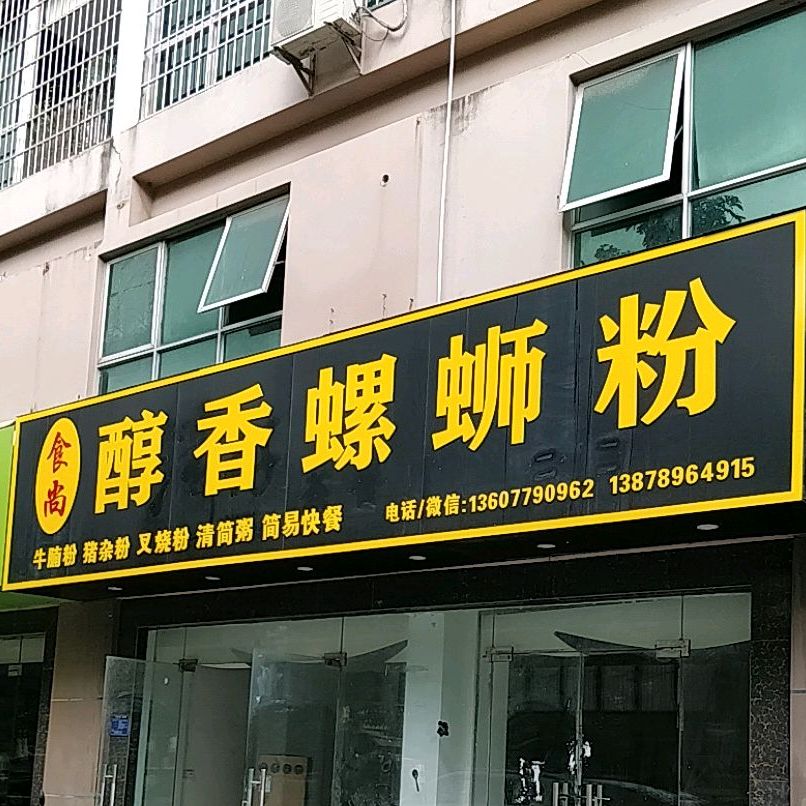 食尚
醇香螺蛳粉
牛腩粉 猪杂粉 叉烧粉 清简粥 简易快餐
电话/微信:13607790962 13878964915